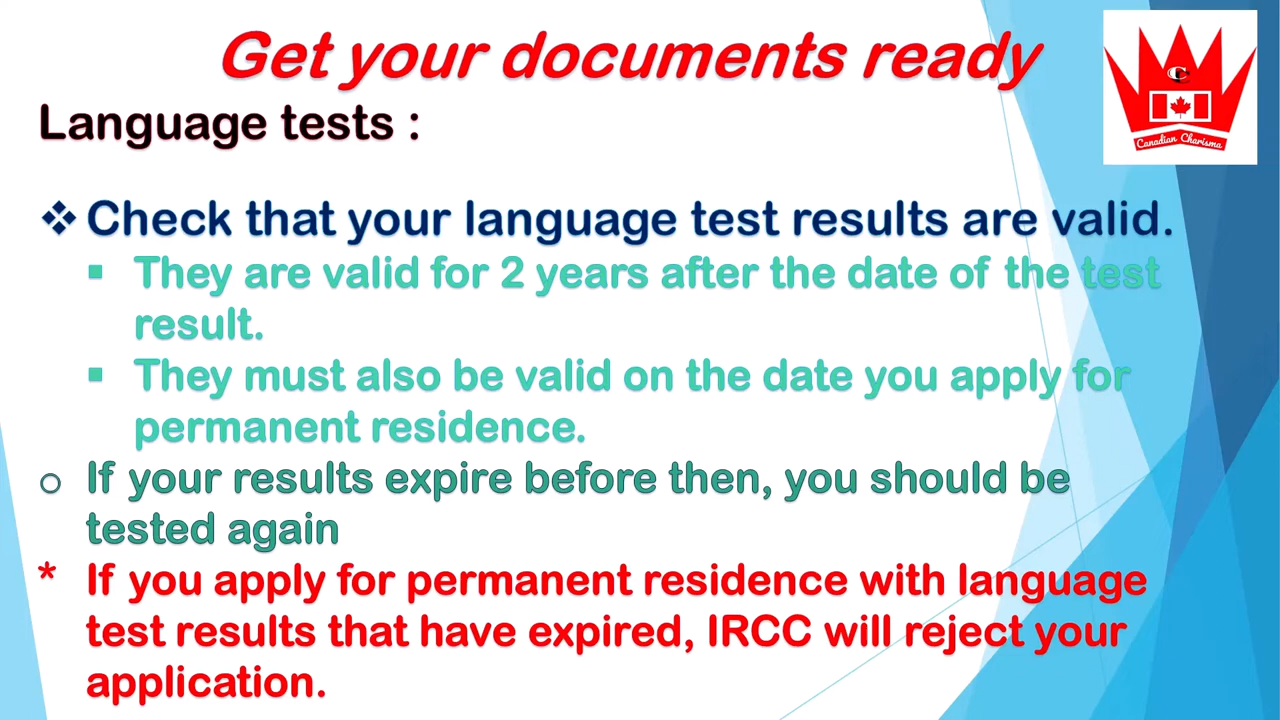 Get your documents ready
Language tests :
❖ Check that your language test results are valid.
▪ They are valid for 2 years after the date of the test
result.
▪ They must also be valid on the date you apply for
permanent residence.
o If your results expire before then, you should be
tested again
* If you apply for permanent residence with language
test results that have expired, IRCC will reject your
application.
CC
Canadian Charisma